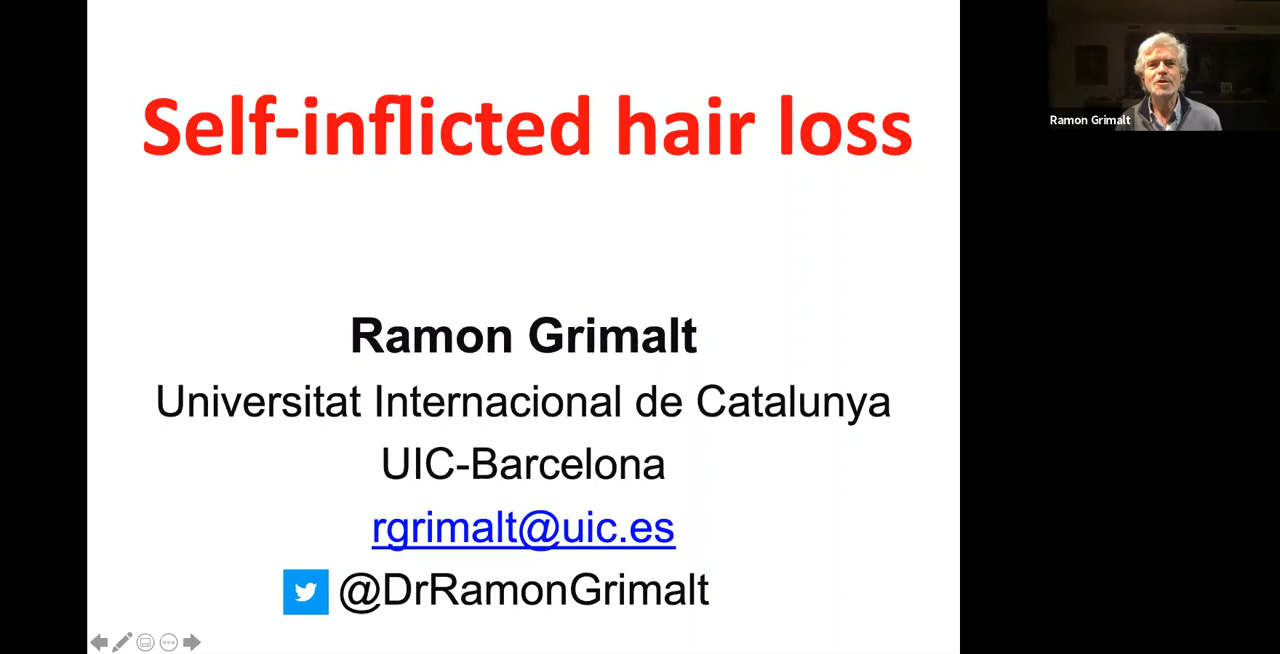 Self-inflicted hair loss
Ramon Grimalt
Universitat Internacional de Catalunya
UIC-Barcelona
rgrimalt@uic.es
@DrRamonGrimalt
Ramon Grimalt